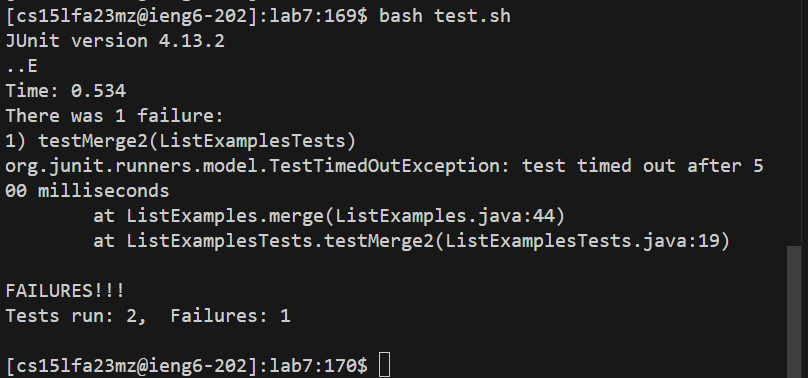 [cs15lfa23mz@ieng6-202]:lab7:169$ bash test.sh
JUnit version 4.13.2
..E
Time: 0.534
There was 1 failure:
1) testMerge2(ListExamplesTests)
org.junit.runners.model.TestTimedOutException: test timed out after 5
00 milliseconds
        at ListExamples.merge(ListExamples.java:44)
        at ListExamplesTests.testMerge2(ListExamplesTests.java:19)
FAILURES!!!
Tests run: 2,  Failures: 1
[cs15lfa23mz@ieng6-202]:lab7:170$